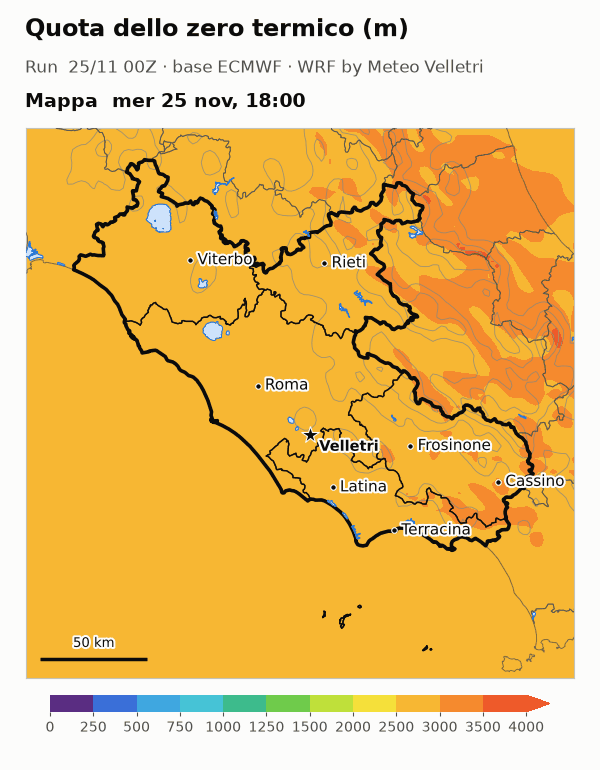 Quota dello zero termico (m)
Run 25/11 00Z · base ECMWF · WRF by Meteo Velletri
Mappa mer 25 nov, 18:00
Viterbo
Rieti
Roma
Velletri
Frosinone
Latina
Cassino
Terracina
50 km
0 250 500 750 1000 1250 1500 2000 2500 3000 3500 4000